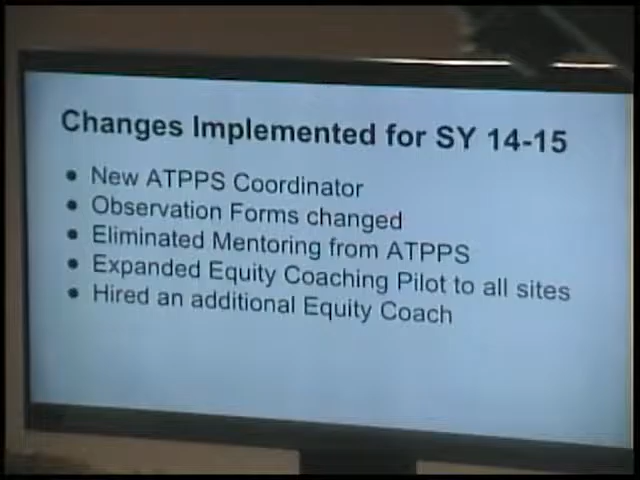 Changes Implemented for SY 14-15
• New ATPPS Coordinator
• Observation Forms changed
• Eliminated Mentoring from ATPPS
• Expanded Equity Coaching Pilot to all sites
• Hired an additional Equity Coach